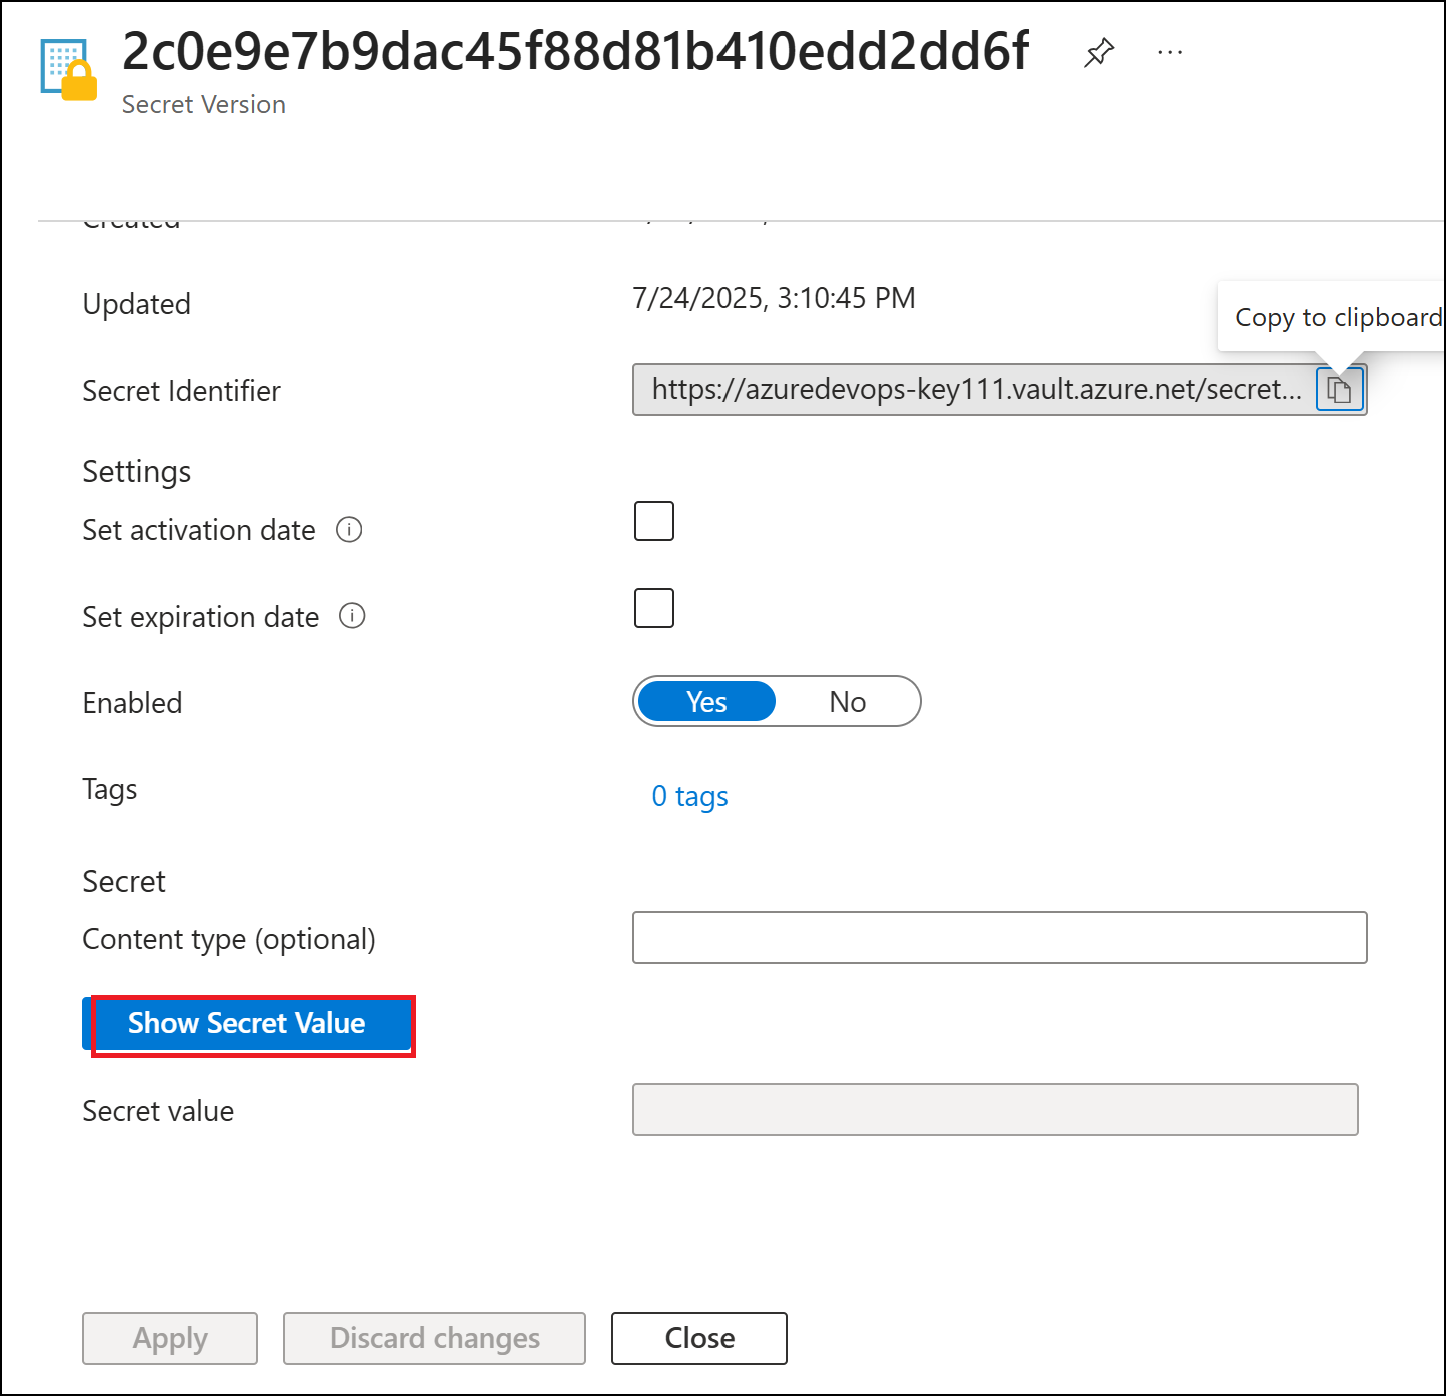 2c0e9e7b9dac45f88d81b410edd2dd6f
Secret Version
Created
Updated
7/24/2025, 3:10:45 PM
Copy to clipboard
Secret Identifier
https://azuredevops-key111.vault.azure.net/secret...
Settings
Set activation date
Set expiration date
Enabled
Yes
No
Tags
0 tags
Secret
Content type (optional)
Show Secret Value
Secret value
Apply
Discard changes
Close